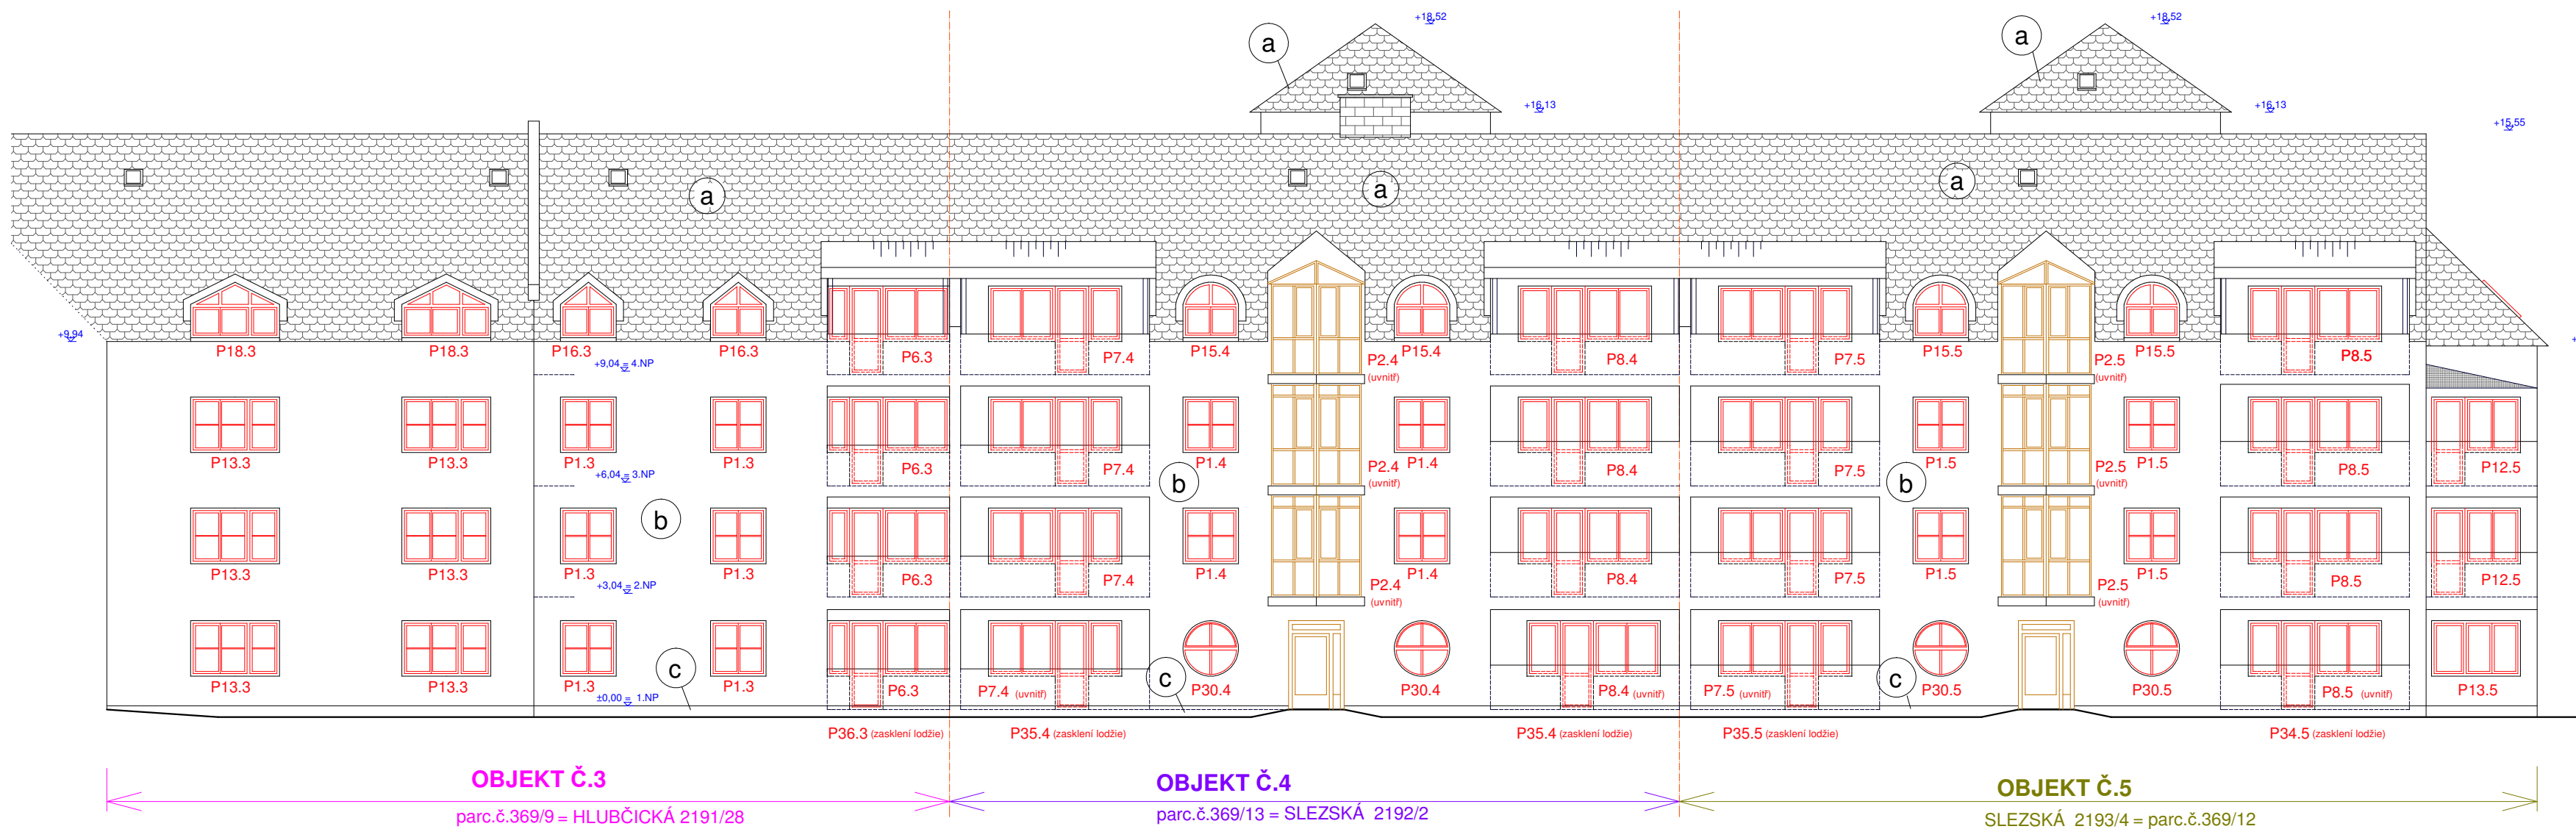 +18,52 +18,52
a a
+16,13 +16,13
+15,55
a a a
+9,94
P18.3 P18.3 P16.3 P16.3 P6.3 P7.4 P15.4 P2.4 P15.4 P8.4 P7.5 P15.5 P2.5 P15.5 P8.5
+9,04 = 4.NP (uvnitř) (uvnitř)
P13.3 P13.3 P1.3 P1.3 P6.3 P7.4 P1.4 P2.4 P1.4 P8.4 P7.5 P1.5 P2.5 P1.5 P8.5 P12.5
+6,04 = 3.NP (uvnitř) (uvnitř)
b b b
P13.3 P13.3 P1.3 P1.3 P6.3 P7.4 P1.4 P2.4 P1.4 P8.4 P7.5 P1.5 P2.5 P1.5 P8.5 P12.5
+3,04 = 2.NP (uvnitř) (uvnitř)
c c c
P13.3 P13.3 P1.3 P1.3 P6.3 P7.4 (uvnitř) P30.4 P30.4 P8.4 (uvnitř) P7.5 (uvnitř) P30.5 P30.5 P8.5 (uvnitř) P13.5
±0,00 = 1.NP
P36.3 (zasklení lodžie) P35.4 (zasklení lodžie) P35.4 (zasklení lodžie) P35.5 (zasklení lodžie) P34.5 (zasklení lodžie)
OBJEKT Č.3 OBJEKT Č.4 OBJEKT Č.5
parc.č.369/9 = HLUBČICKÁ 2191/28 parc.č.369/13 = SLEZSKÁ 2192/2 SLEZSKÁ 2193/4 = parc.č.369/12